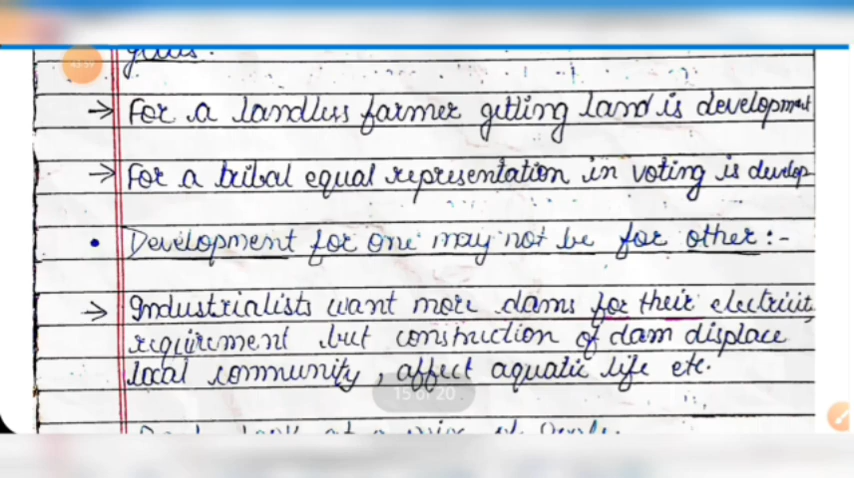 → For a landless farmer getting land is development
→ For a tribal equal representation in voting is develop
• Development for one may not be for other :-
→ Industrialists want more dams for their electricit
requirement but construction of dam displace
local community , affect aquatic life etc.
15 of 20